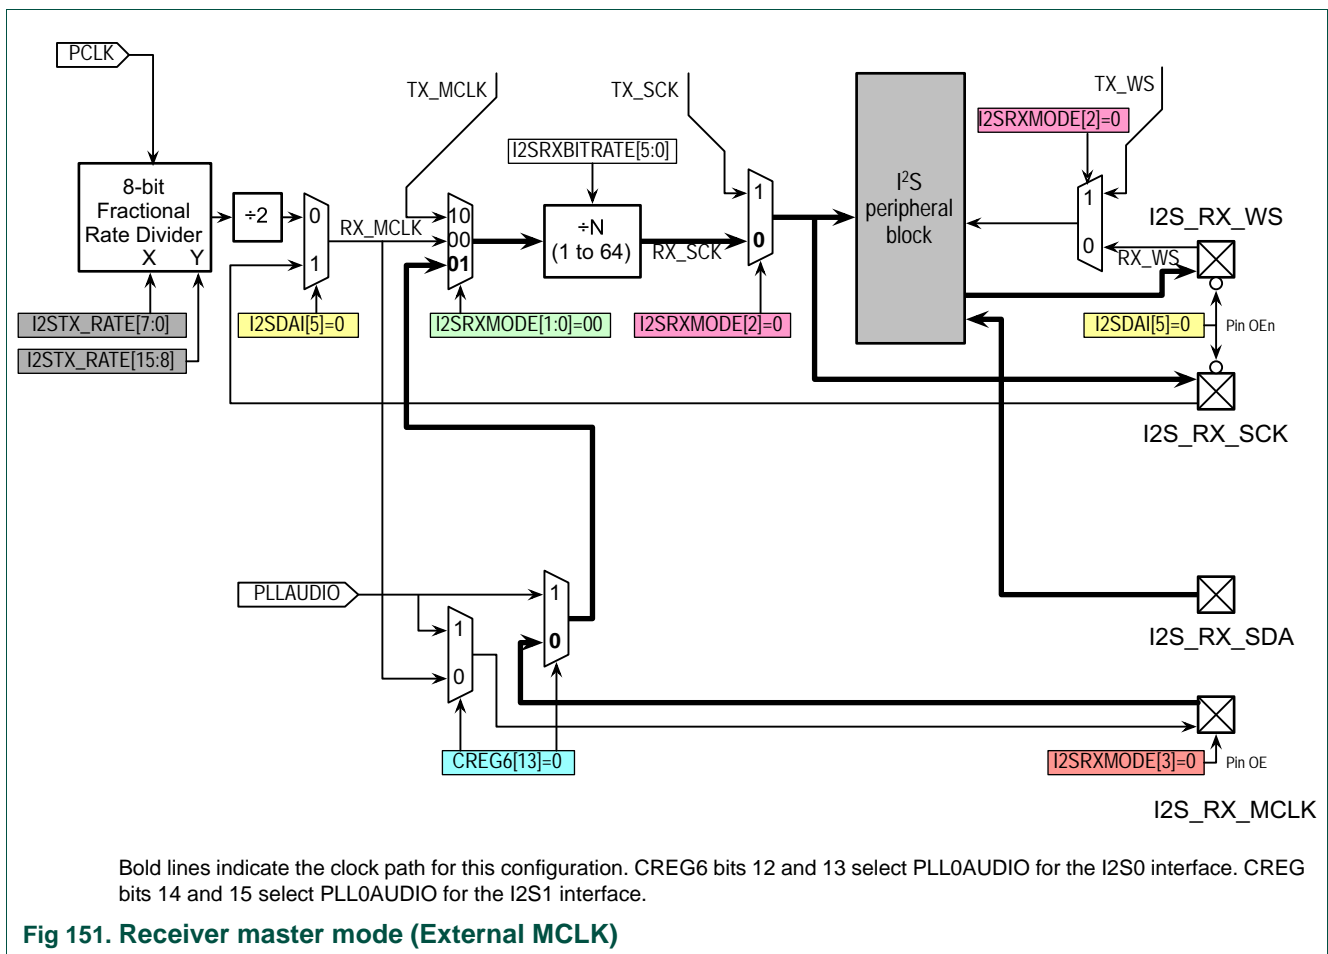 PCLK
TX_MCLK
TX_SCK
TX_WS
I2SRXMODE[2]=0
I2SRXBITRATE[5:0]
8-bit
Fractional
Rate Divider
X Y
÷2
0
1
RX_MCLK
10
00
01
÷N
(1 to 64)
RX_SCK
1
0
I²S
peripheral
block
1
0
RX_WS
I2S_RX_WS
I2STX_RATE[7:0]
I2STX_RATE[15:8]
I2SDAI[5]=0
I2SRXMODE[1:0]=00
I2SRXMODE[2]=0
I2SDAI[5]=0
Pin OEn
I2S_RX_SCK
PLLAUDIO
1
0
1
0
I2S_RX_SDA
CREG6[13]=0
I2SRXMODE[3]=0
Pin OE
I2S_RX_MCLK
Bold lines indicate the clock path for this configuration. CREG6 bits 12 and 13 select PLL0AUDIO for the I2S0 interface. CREG
bits 14 and 15 select PLL0AUDIO for the I2S1 interface.
Fig 151. Receiver master mode (External MCLK)